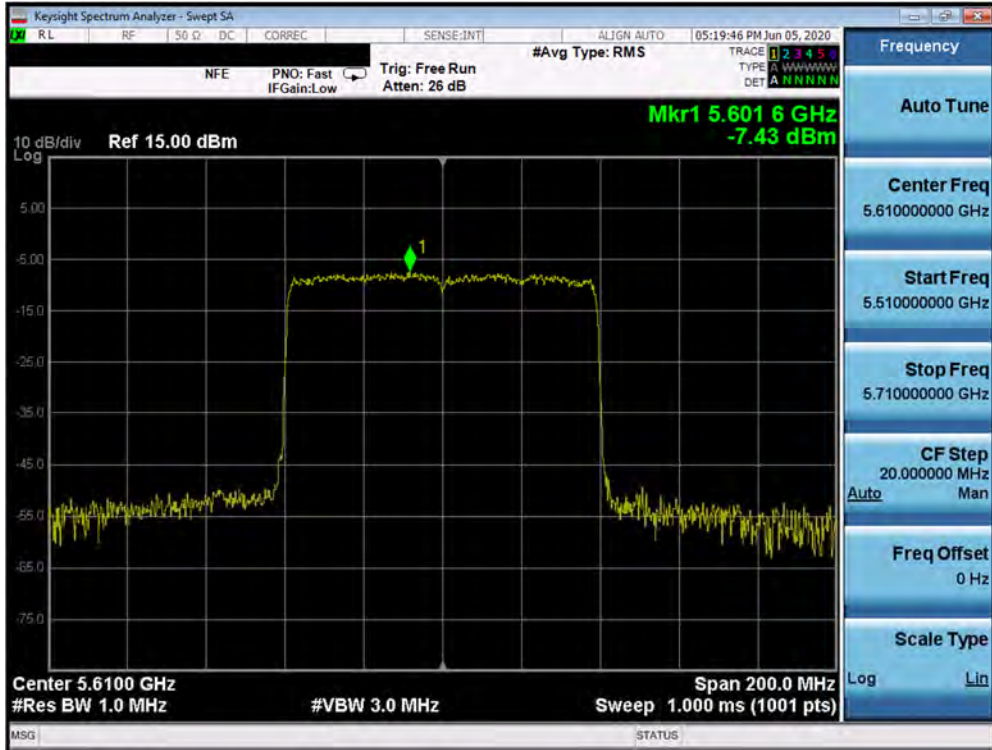 Keysight Spectrum Analyzer - Swept SA
LXI RL RF 50 Ω DC CORREC SENSE:INT ALIGN AUTO 05:19:46 PM Jun 05, 2020
#Avg Type: RMS
TRACE 1 2 3 4 5 6
TYPE A WWWWW
DET A N N N N N
NFE PNO: Fast Trig: Free Run
IFGain:Low Atten: 26 dB
Mkr1 5.601 6 GHz
-7.43 dBm
10 dB/div Ref 15.00 dBm
Log
5.00
-5.00
-15.0
-25.0
-35.0
-45.0
-55.0
-65.0
-75.0
1
Center 5.6100 GHz Span 200.0 MHz
#Res BW 1.0 MHz #VBW 3.0 MHz Sweep 1.000 ms (1001 pts)
MSG STATUS
Frequency
Auto Tune
Center Freq
5.610000000 GHz
Start Freq
5.510000000 GHz
Stop Freq
5.710000000 GHz
CF Step
20.000000 MHz
Auto Man
Freq Offset
0 Hz
Scale Type
Log Lin